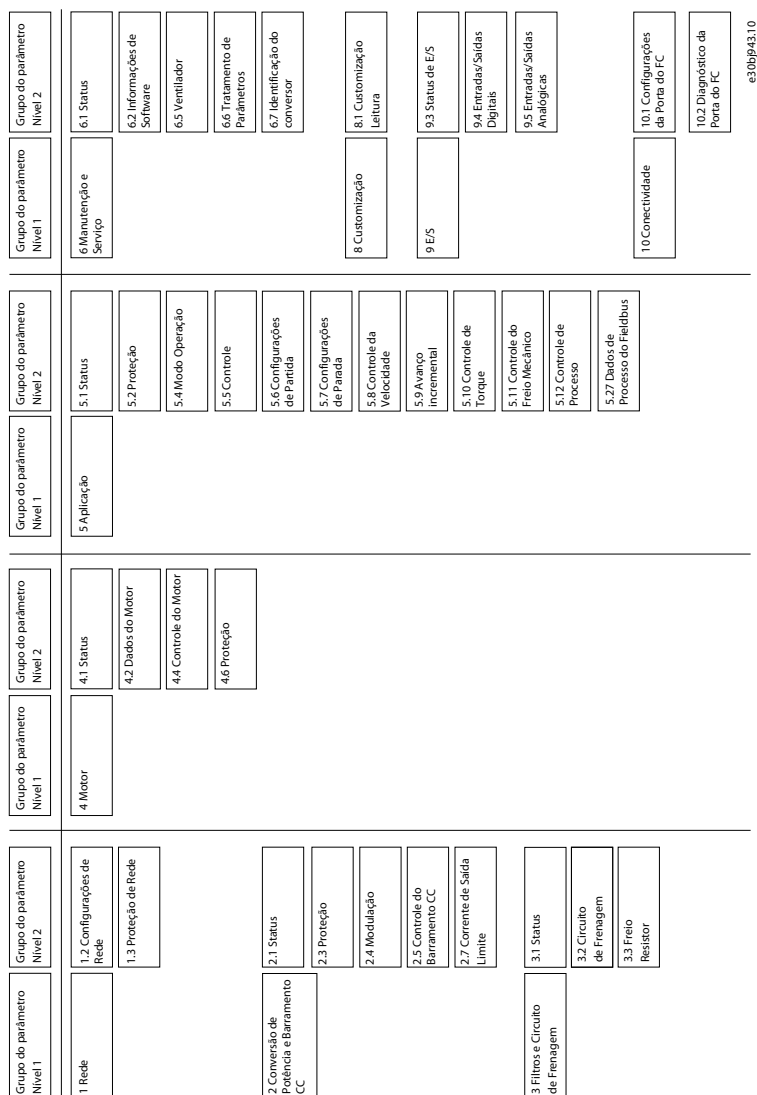 Grupo do parâmetro
Nível 1
Grupo do parâmetro
Nível 2
1 Rede
1.2 Configurações de
Rede
1.3 Proteção de Rede
2 Conversão de
Potência e Barramento
CC
2.1 Status
2.3 Proteção
2.4 Modulação
2.5 Controle do
Barramento CC
2.7 Corrente de Saída
Limite
3 Filtros e Circuito
de Frenagem
3.1 Status
3.2 Circuito
de Frenagem
3.3 Freio
Resistor
Grupo do parâmetro
Nível 1
Grupo do parâmetro
Nível 2
4 Motor
4.1 Status
4.2 Dados do Motor
4.4 Controle do Motor
4.6 Proteção
Grupo do parâmetro
Nível 1
Grupo do parâmetro
Nível 2
5 Aplicação
5.1 Status
5.2 Proteção
5.4 Modo Operação
5.5 Controle
5.6 Configurações
de Partida
5.7 Configurações
de Parada
5.8 Controle da
Velocidade
5.9 Avanço
incremental
5.10 Controle de
Torque
5.11 Controle do
Freio Mecânico
5.12 Controle de
Processo
5.27 Dados de
Processo do Fieldbus
Grupo do parâmetro
Nível 1
Grupo do parâmetro
Nível 2
6 Manutenção e
Serviço
6.1 Status
6.2 Informações de
Software
6.5 Ventilador
6.6 Tratamento de
Parâmetros
6.7 Identificação do
conversor
8 Customização
8.1 Customização
Leitura
9 E/S
9.3 Status de E/S
9.4 Entradas/Saídas
Digitais
9.5 Entradas/Saídas
Analógicas
10 Conectividade
10.1 Configurações
da Porta do FC
10.2 Diagnóstico da
Porta do FC
e30bj943.10